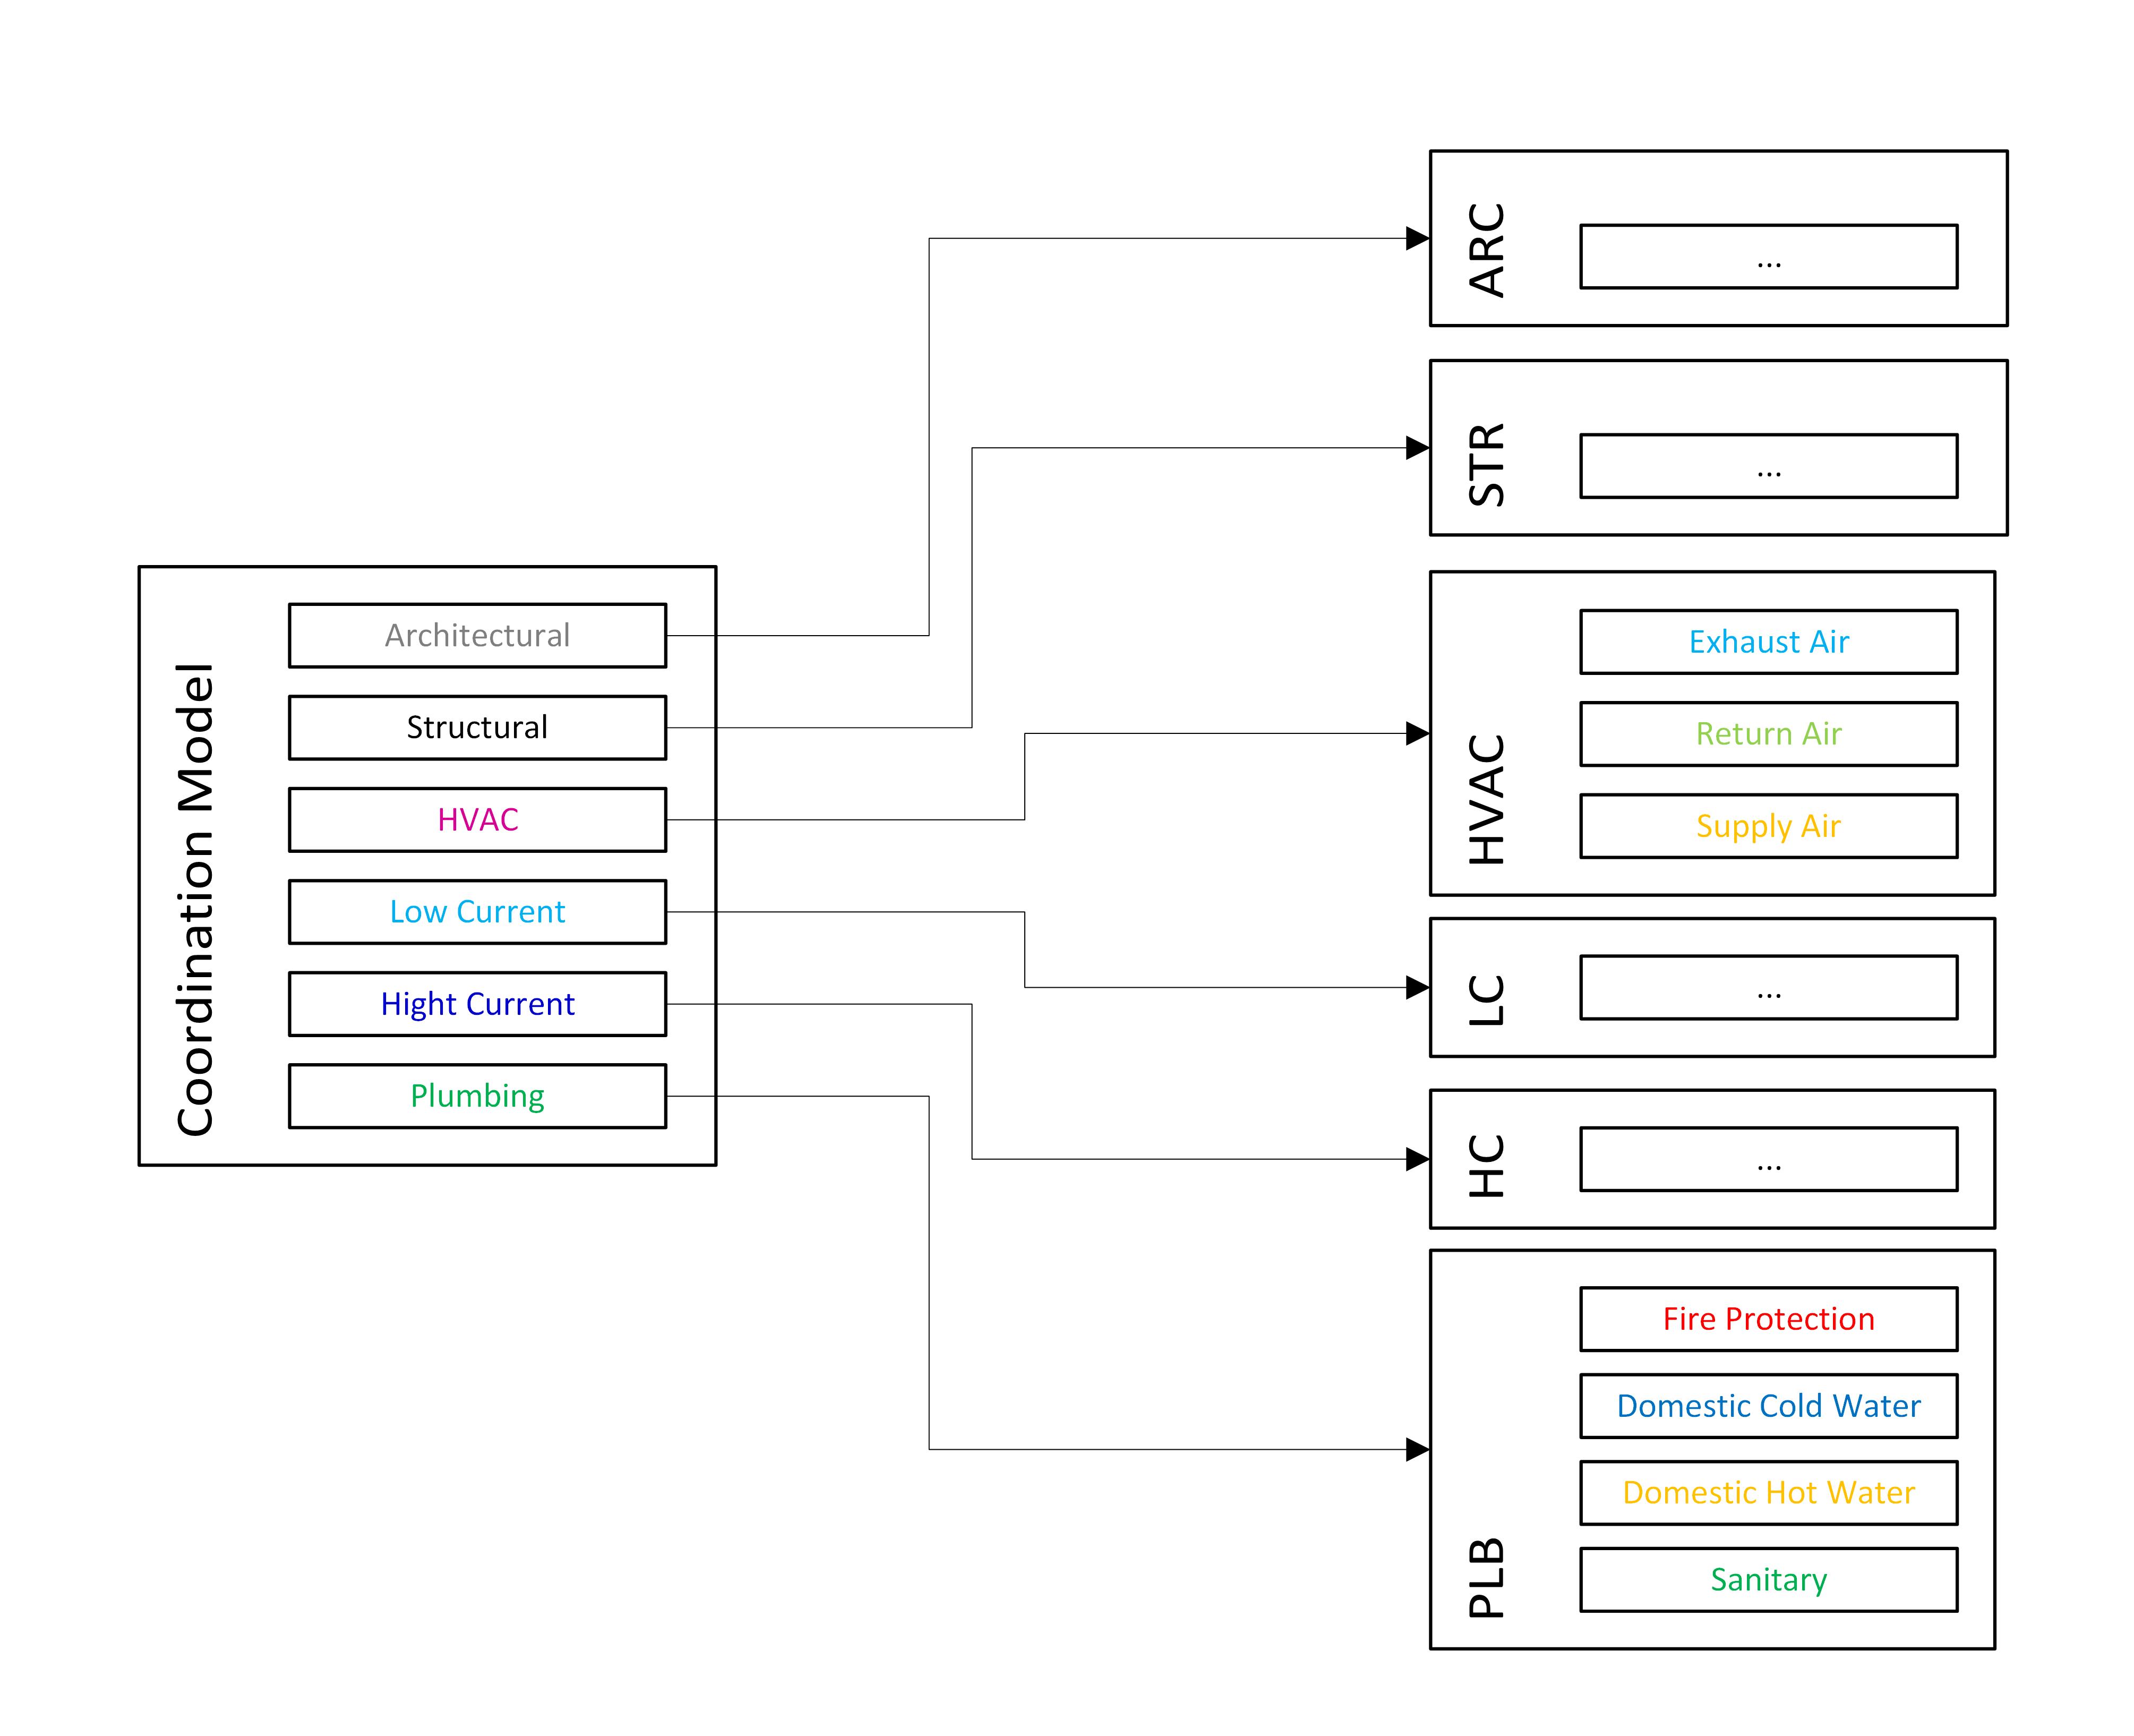 Coordination Model
Architectural
Structural
HVAC
Low Current
Hight Current
Plumbing
ARC
...
STR
...
HVAC
Exhaust Air
Return Air
Supply Air
LC
...
HC
...
PLB
Fire Protection
Domestic Cold Water
Domestic Hot Water
Sanitary